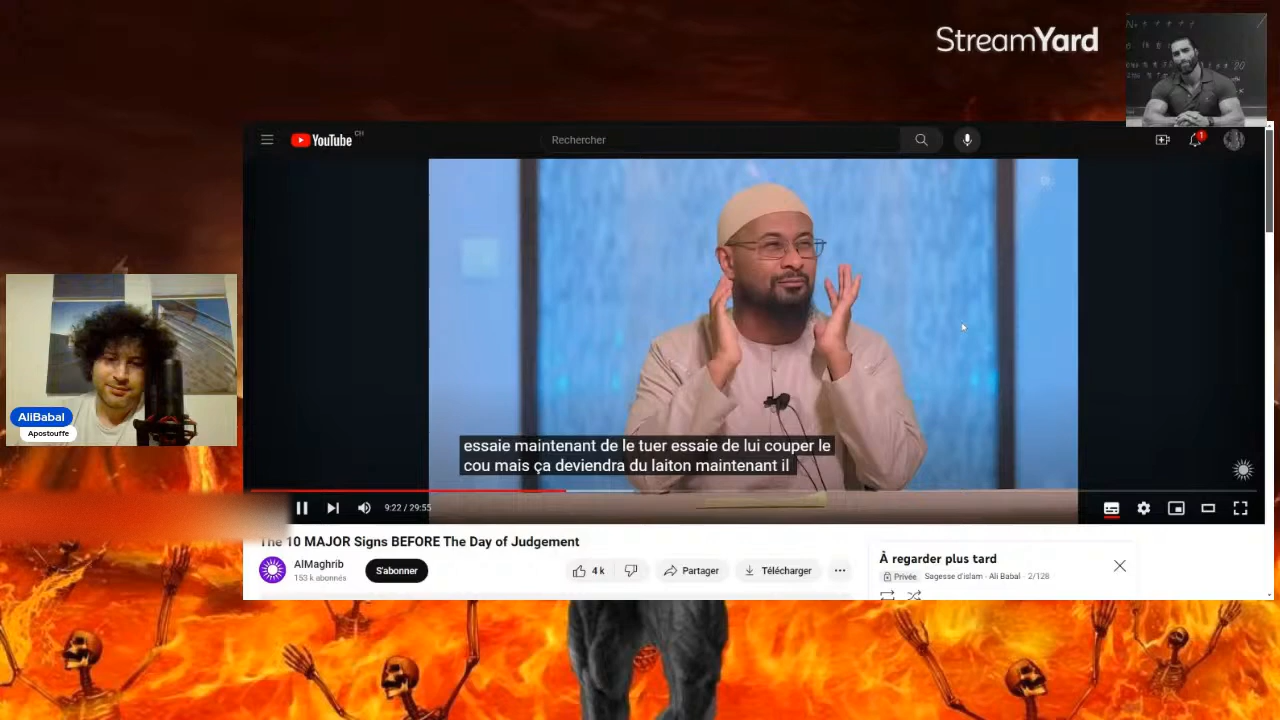 StreamYard
YouTube CH
Rechercher
1
AliBabal
Apostouffe
essaie maintenant de le tuer essaie de lui couper le
cou mais ça deviendra du laiton maintenant il
9:22 / 29:55
The 10 MAJOR Signs BEFORE The Day of Judgement
AlMaghrib
153 k abonnés
S'abonner
4 k
Partager
Télécharger
À regarder plus tard
Privée
Sagesse d'islam - Ali Babal - 2/128